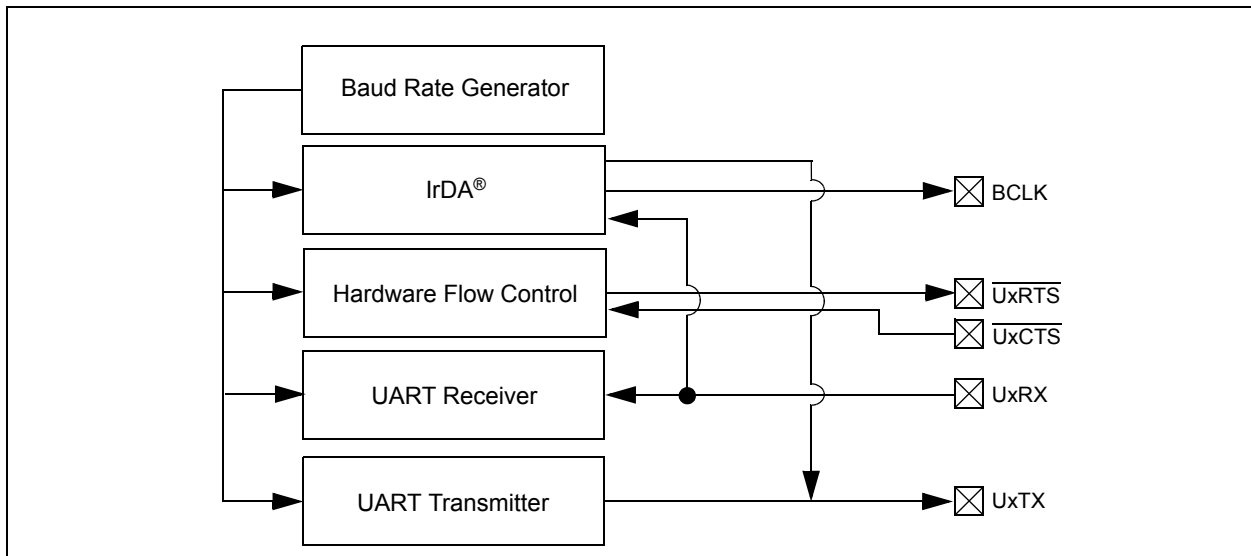 Baud Rate Generator
IrDA®
BCLK
Hardware Flow Control
UxRTS
UxCTS
UART Receiver
UxRX
UART Transmitter
UxTX